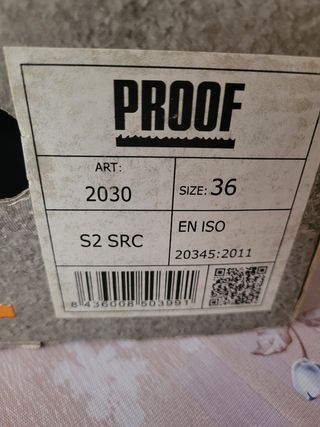 PROOF
ART:
2030
SIZE: 36
S2 SRC
EN ISO
20345:2011
8 436008 503991